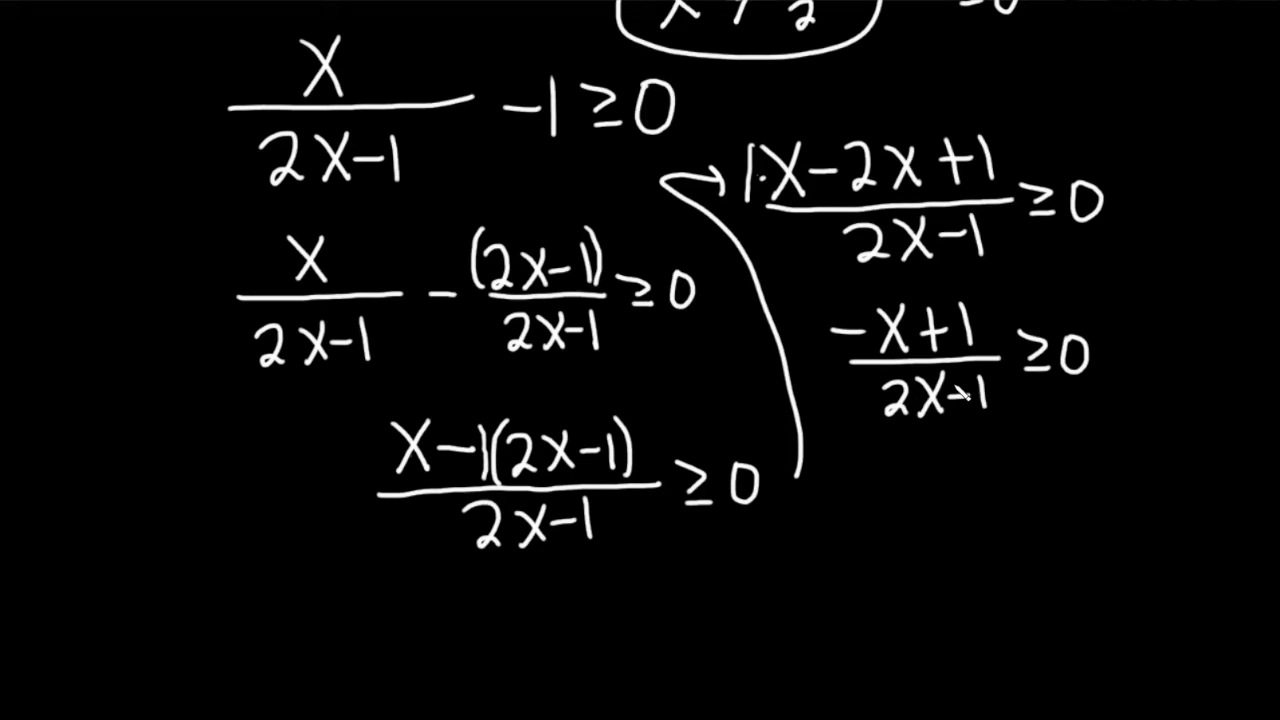 x/(2x-1) -1 ≥ 0
x/(2x-1) - (2x-1)/(2x-1) ≥ 0
(x-1(2x-1))/(2x-1) ≥ 0
(1·x-2x+1)/(2x-1) ≥ 0
(-x+1)/(2x-1) ≥ 0